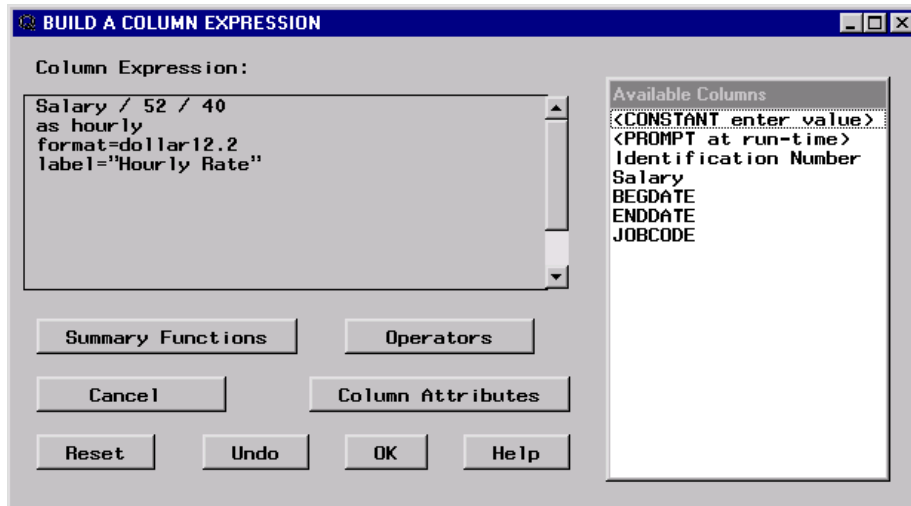 BUILD A COLUMN EXPRESSION
Column Expression:
Salary / 52 / 40
as hourly
format=dollar12.2
label="Hourly Rate"
Available Columns
<CONSTANT enter value>
<PROMPT at run-time>
Identification Number
Salary
BEGDATE
ENDDATE
JOBCODE
Summary Functions
Operators
Cancel
Column Attributes
Reset
Undo
OK
Help